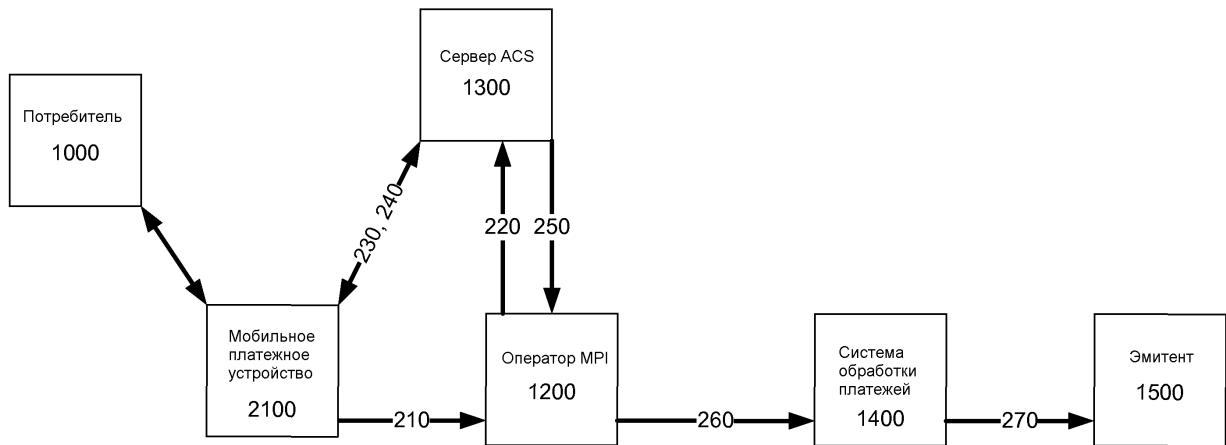 Сервер ACS
1300
Потребитель
1000
230, 240
220
250
Мобильное
платежное
устройство
2100
210
Оператор MPI
1200
260
Система
обработки
платежей
1400
270
Эмитент
1500